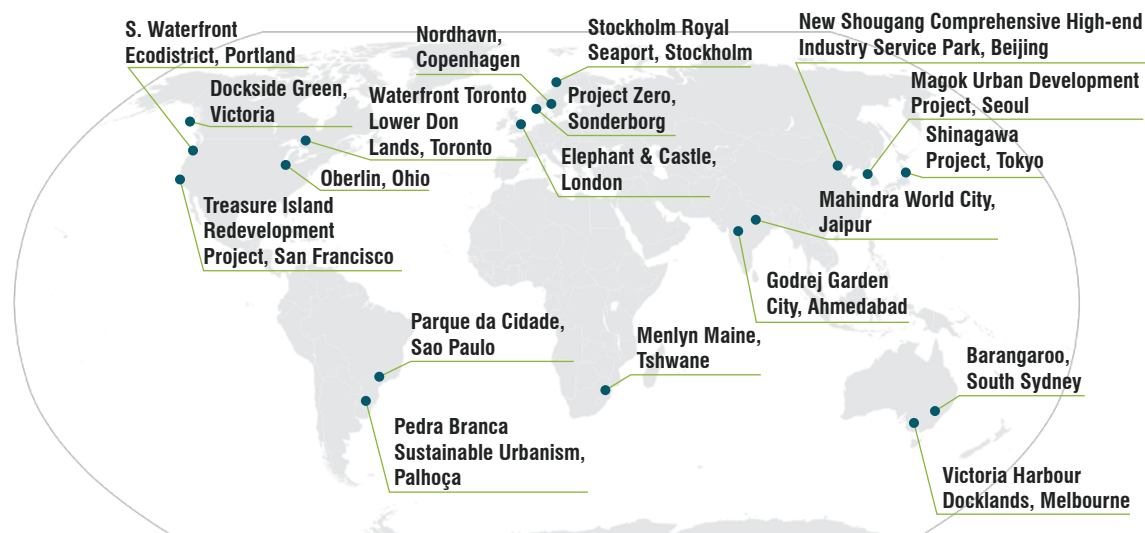 S. Waterfront
Ecodistrict, Portland
Dockside Green,
Victoria
Waterfront Toronto
Lower Don
Lands, Toronto
Oberlin, Ohio
Treasure Island
Redevelopment
Project, San Francisco
Nordhavn,
Copenhagen
Stockholm Royal
Seaport, Stockholm
Project Zero,
Sonderborg
Elephant & Castle,
London
New Shougang Comprehensive High-end
Industry Service Park, Beijing
Magok Urban Development
Project, Seoul
Shinagawa
Project, Tokyo
Mahindra World City,
Jaipur
Godrej Garden
City, Ahmedabad
Parque da Cidade,
Sao Paulo
Pedra Branca
Sustainable Urbanism,
Palhoça
Menlyn Maine,
Tshwane
Barangaroo,
South Sydney
Victoria Harbour
Docklands, Melbourne